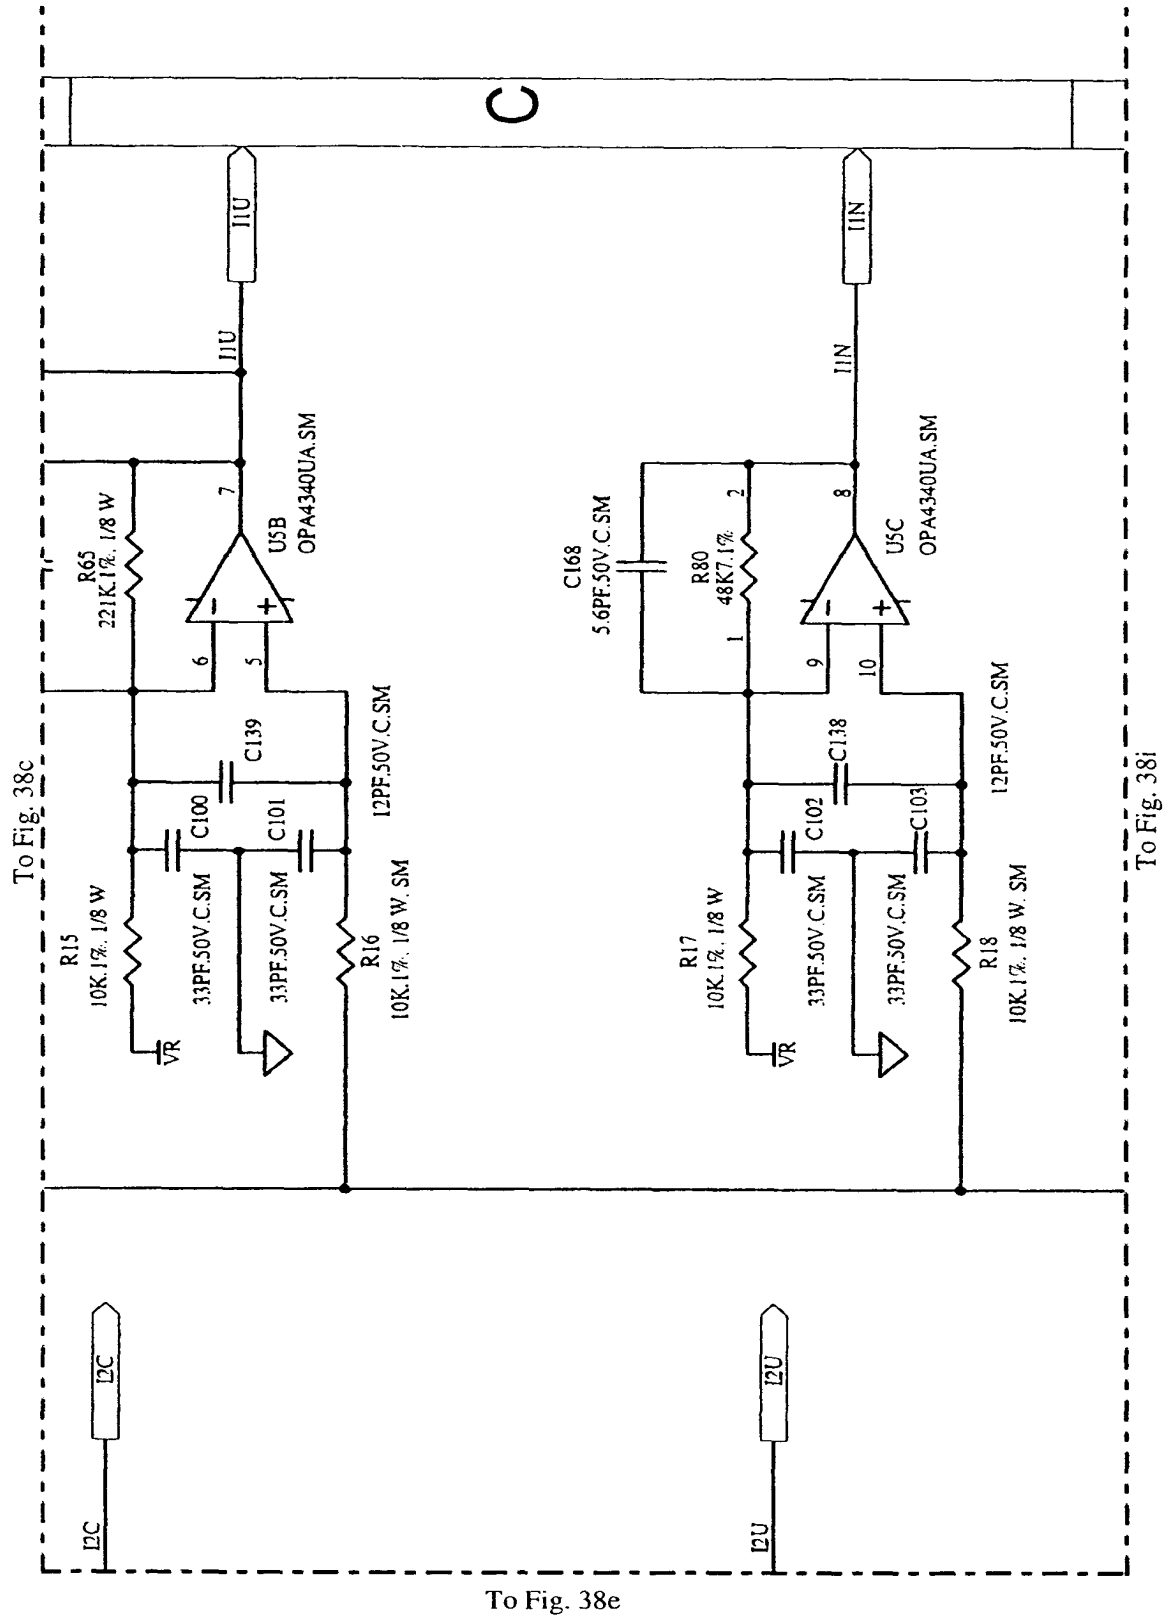 To Fig. 38c
C
I1U
I1U
R65
221K.1%. 1/8 W
7
U5B
OPA4340UA.SM
6
5
-
+
C139
12PF.50V.C.SM
C100
C101
33PF.50V.C.SM
33PF.50V.C.SM
R15
10K.1%. 1/8 W
R16
10K.1%. 1/8 W. SM
VR
I2C
I2C
I1N
I1N
C168
5.6PF.50V.C.SM
R80
48K7.1%
1
2
8
U5C
OPA4340UA.SM
9
10
-
+
C138
12PF.50V.C.SM
C102
C103
33PF.510V.C.SM
33PF.50V.C.SM
R17
10K.1%. 1/8 W
R18
10K.1%. 1/8 W. SM
VR
I2U
I2U
To Fig. 38i
To Fig. 38e